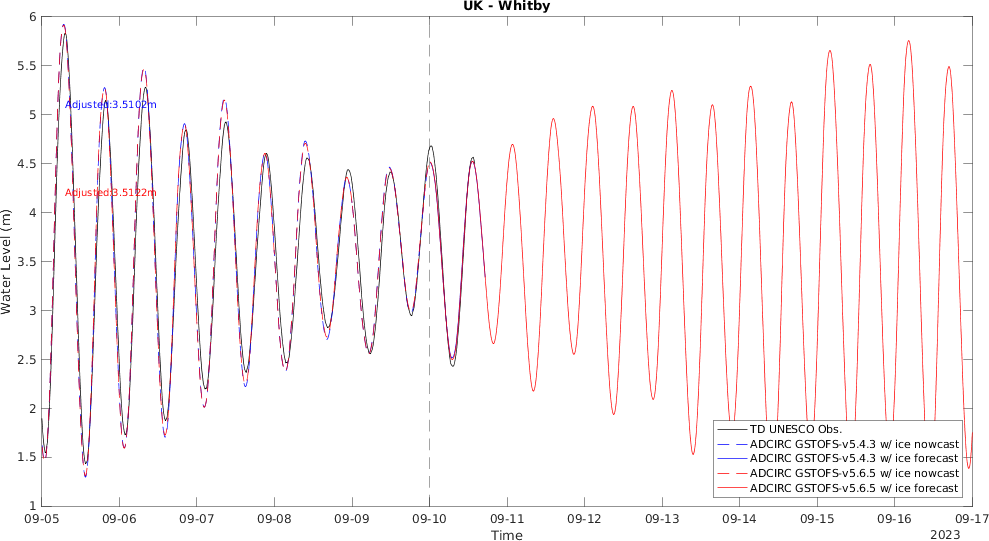 UK - Whitby
Water Level (m)
6
5.5
5
4.5
4
3.5
3
2.5
2
1.5
1
Adjusted:3.5102m
Adjusted:3.5122m
TD UNESCO Obs.
ADCIRC GSTOFS-v5.4.3 w/ ice nowcast
ADCIRC GSTOFS-v5.4.3 w/ ice forecast
ADCIRC GSTOFS-v5.6.5 w/ ice nowcast
ADCIRC GSTOFS-v5.6.5 w/ ice forecast
09-05 09-06 09-07 09-08 09-09 09-10 09-11 09-12 09-13 09-14 09-15 09-16 09-17
Time
2023